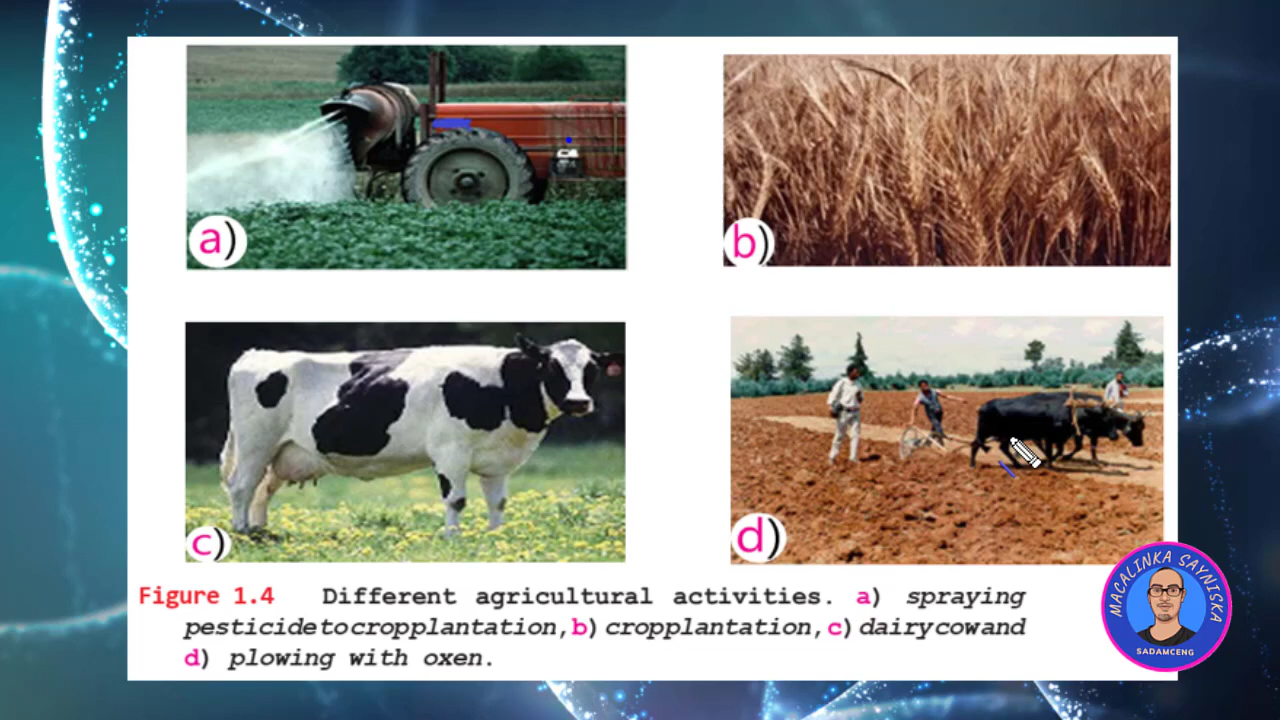 a)
b)
c)
d)
Figure 1.4 Different agricultural activities. a) spraying
pesticidetocropplantation,b)cropplantation,c)dairycowand
d) plowing with oxen.
MACALINKA SAYNISKA
SADAMCENG